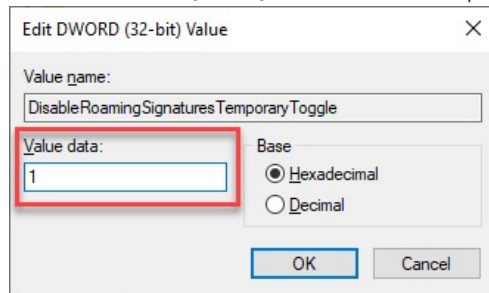 Edit DWORD (32-bit) Value
Value name:
DisableRoamingSignaturesTemporaryToggle
Value data:
1
Base
Hexadecimal
Decimal
OK Cancel